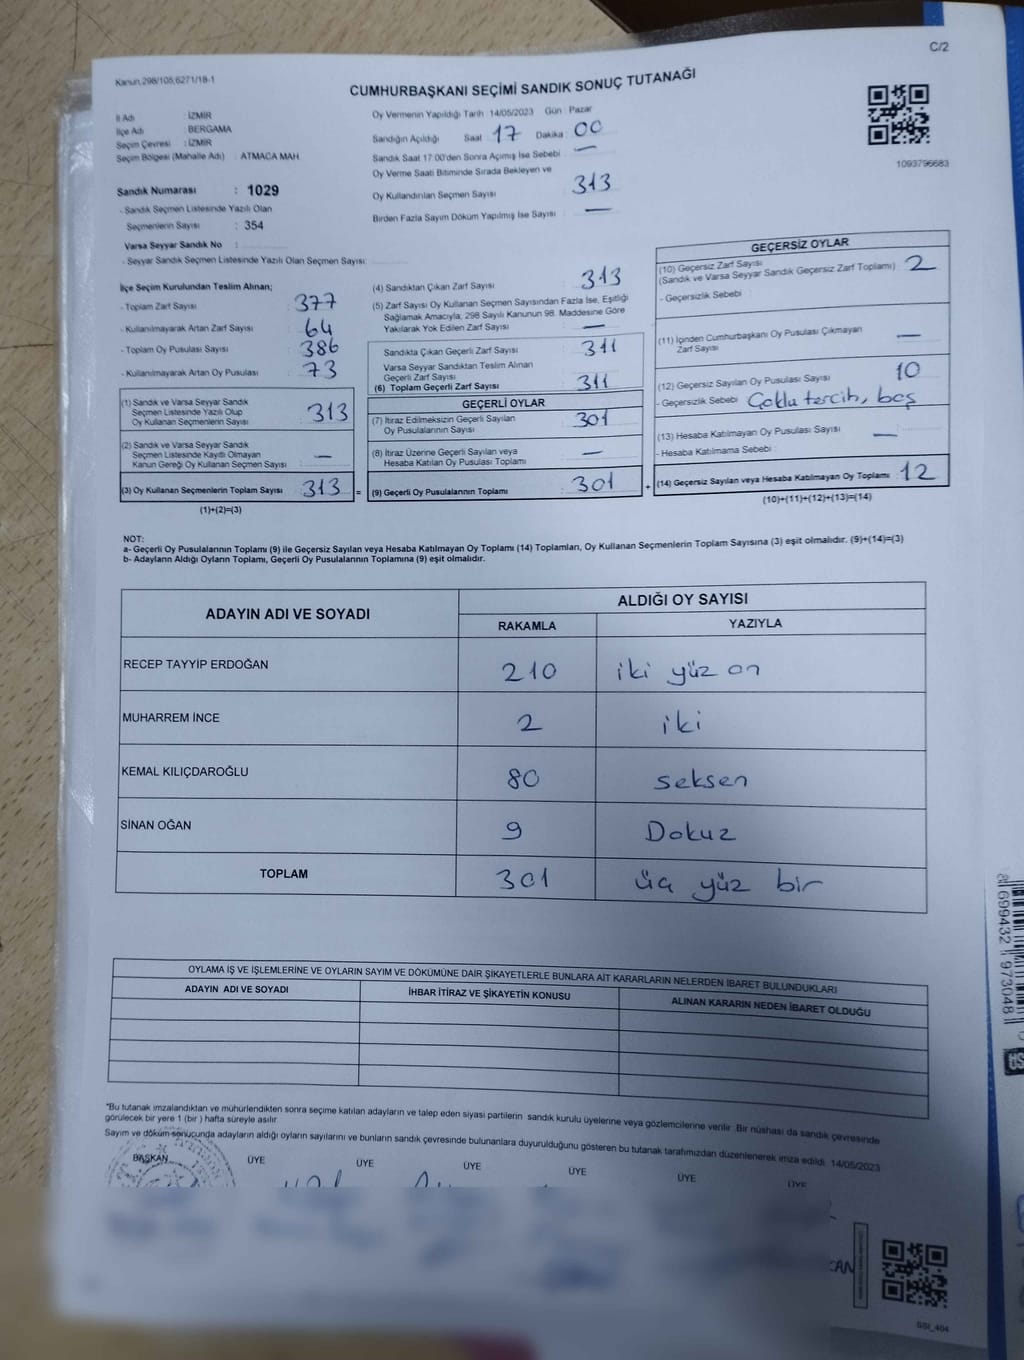 C/2
Kanun:298/105,6271/18-1
CUMHURBAŞKANI SEÇİMİ SANDIK SONUÇ TUTANAĞI
İl Adı : İZMİR
İlçe Adı : BERGAMA
Seçim Çevresi : İZMİR
Seçim Bölgesi (Mahalle Adı) : ATMACA MAH.
Oy Vermenin Yapıldığı Tarih : 14/05/2023 Gün : Pazar
Sandığın Açıldığı Saat : 17 Dakika : 00
Sandık Saat 17:00'den Sonra Açılmış İse Sebebi : —
Oy Verme Saati Bitiminde Sırada Bekleyen ve
Oy Kullandırılan Seçmen Sayısı : 313
Birden Fazla Sayım Döküm Yapılmış İse Sayısı : —
1093796683
Sandık Numarası : 1029
- Sandık Seçmen Listesinde Yazılı Olan
Seçmenlerin Sayısı : 354
Varsa Seyyar Sandık No :
- Seyyar Sandık Seçmen Listesinde Yazılı Olan Seçmen Sayısı:
İlçe Seçim Kurulundan Teslim Alınan;
- Toplam Zarf Sayısı : 377
- Kullanılmayarak Artan Zarf Sayısı : 64
- Toplam Oy Pusulası Sayısı : 386
- Kullanılmayarak Artan Oy Pusulası : 73
(1) Sandık ve Varsa Seyyar Sandık
Seçmen Listesinde Yazılı Olup
Oy Kullanan Seçmenlerin Sayısı : 313
(2) Sandık ve Varsa Seyyar Sandık
Seçmen Listesinde Kayıtlı Olmayan
Kanun Gereği Oy Kullanan Seçmen Sayısı : —
(3) Oy Kullanan Seçmenlerin Toplam Sayısı : 313 =
(1)+(2)=(3)
(4) Sandıktan Çıkan Zarf Sayısı : 313
(5) Zarf Sayısı Oy Kullanan Seçmen Sayısından Fazla İse, Eşitliği
Sağlamak Amacıyla, 298 Sayılı Kanunun 98. Maddesine Göre
Yakılarak Yok Edilen Zarf Sayısı : —
Sandıkta Çıkan Geçerli Zarf Sayısı : 311
Varsa Seyyar Sandıktan Teslim Alınan
Geçerli Zarf Sayısı
(6) Toplam Geçerli Zarf Sayısı : 311
GEÇERLİ OYLAR
(7) İtiraz Edilmeksizin Geçerli Sayılan
Oy Pusulalarının Sayısı : 301
(8) İtiraz Üzerine Geçerli Sayılan veya
Hesaba Katılan Oy Pusulası Toplamı : —
(9) Geçerli Oy Pusulalarının Toplamı : 301 +
GEÇERSİZ OYLAR
(10) Geçersiz Zarf Sayısı
(Sandık ve Varsa Seyyar Sandık Geçersiz Zarf Toplamı) : 2
- Geçersizlik Sebebi :
(11) İçinden Cumhurbaşkanı Oy Pusulası Çıkmayan
Zarf Sayısı : —
(12) Geçersiz Sayılan Oy Pusulası Sayısı : 10
- Geçersizlik Sebebi : Çoklu tercih, boş
(13) Hesaba Katılmayan Oy Pusulası Sayısı : —
- Hesaba Katılmama Sebebi :
(14) Geçersiz Sayılan veya Hesaba Katılmayan Oy Toplamı : 12
(10)+(11)+(12)+(13)=(14)
NOT:
a- Geçerli Oy Pusulalarının Toplamı (9) ile Geçersiz Sayılan veya Hesaba Katılmayan Oy Toplamı (14) Toplamları, Oy Kullanan Seçmenlerin Toplam Sayısına (3) eşit olmalıdır. (9)+(14)=(3)
b- Adayların Aldığı Oyların Toplamı, Geçerli Oy Pusulalarının Toplamına (9) eşit olmalıdır.
ADAYIN ADI VE SOYADI ALDIĞI OY SAYISI
RAKAMLA YAZIYLA
RECEP TAYYİP ERDOĞAN 210 iki yüz on
MUHARREM İNCE 2 iki
KEMAL KILIÇDAROĞLU 80 seksen
SİNAN OĞAN 9 Dokuz
TOPLAM 301 üç yüz bir
OYLAMA İŞ VE İŞLEMLERİNE VE OYLARIN SAYIM VE DÖKÜMÜNE DAİR ŞİKAYETLERLE BUNLARA AİT KARARLARIN NELERDEN İBARET BULUNDUKLARI
ADAYIN ADI VE SOYADI İHBAR İTİRAZ VE ŞİKAYETİN KONUSU ALINAN KARARIN NEDEN İBARET OLDUĞU
*Bu tutanak imzalandıktan ve mühürlendikten sonra seçime katılan adayların ve talep eden siyasi partilerin sandık kurulu üyelerine veya gözlemcilerine verilir. Bir nüshası da sandık çevresinde
görülecek bir yere 1 (bir) hafta süreyle asılır.
Sayım ve döküm sonucunda adayların aldığı oyların sayılarını ve bunların sandık çevresinde bulunanlara duyurulduğunu gösteren bu tutanak tarafımızdan düzenlenerek imza edildi. 14/05/2023
BAŞKAN ÜYE ÜYE ÜYE ÜYE ÜYE ÜYE
699432 973048